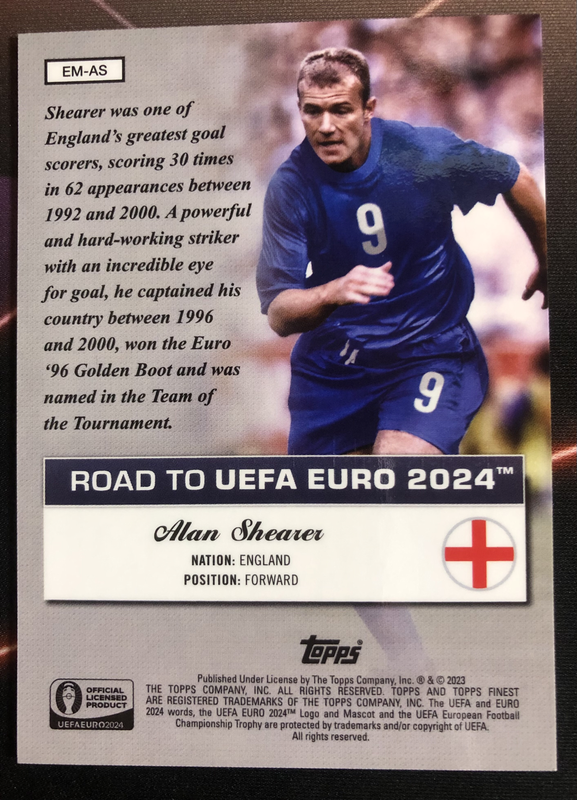 EM-AS
Shearer was one of
England's greatest goal
scorers, scoring 30 times
in 62 appearances between
1992 and 2000. A powerful
and hard-working striker
with an incredible eye
for goal, he captained his
country between 1996
and 2000, won the Euro
'96 Golden Boot and was
named in the Team of
the Tournament.
9
9
ROAD TO UEFA EURO 2024™
Alan Shearer
NATION: ENGLAND
POSITION: FORWARD
Topps
OFFICIAL
LICENSED
PRODUCT
UEFAEURO2024
Published Under License by The Topps Company, Inc. ® & © 2023
THE TOPPS COMPANY, INC. ALL RIGHTS RESERVED. TOPPS AND TOPPS FINEST
ARE REGISTERED TRADEMARKS OF THE TOPPS COMPANY, INC. The UEFA and EURO
2024 words, the UEFA EURO 2024™ Logo and Mascot and the UEFA European Football
Championship Trophy are protected by trademarks and/or copyright of UEFA.
All rights reserved.